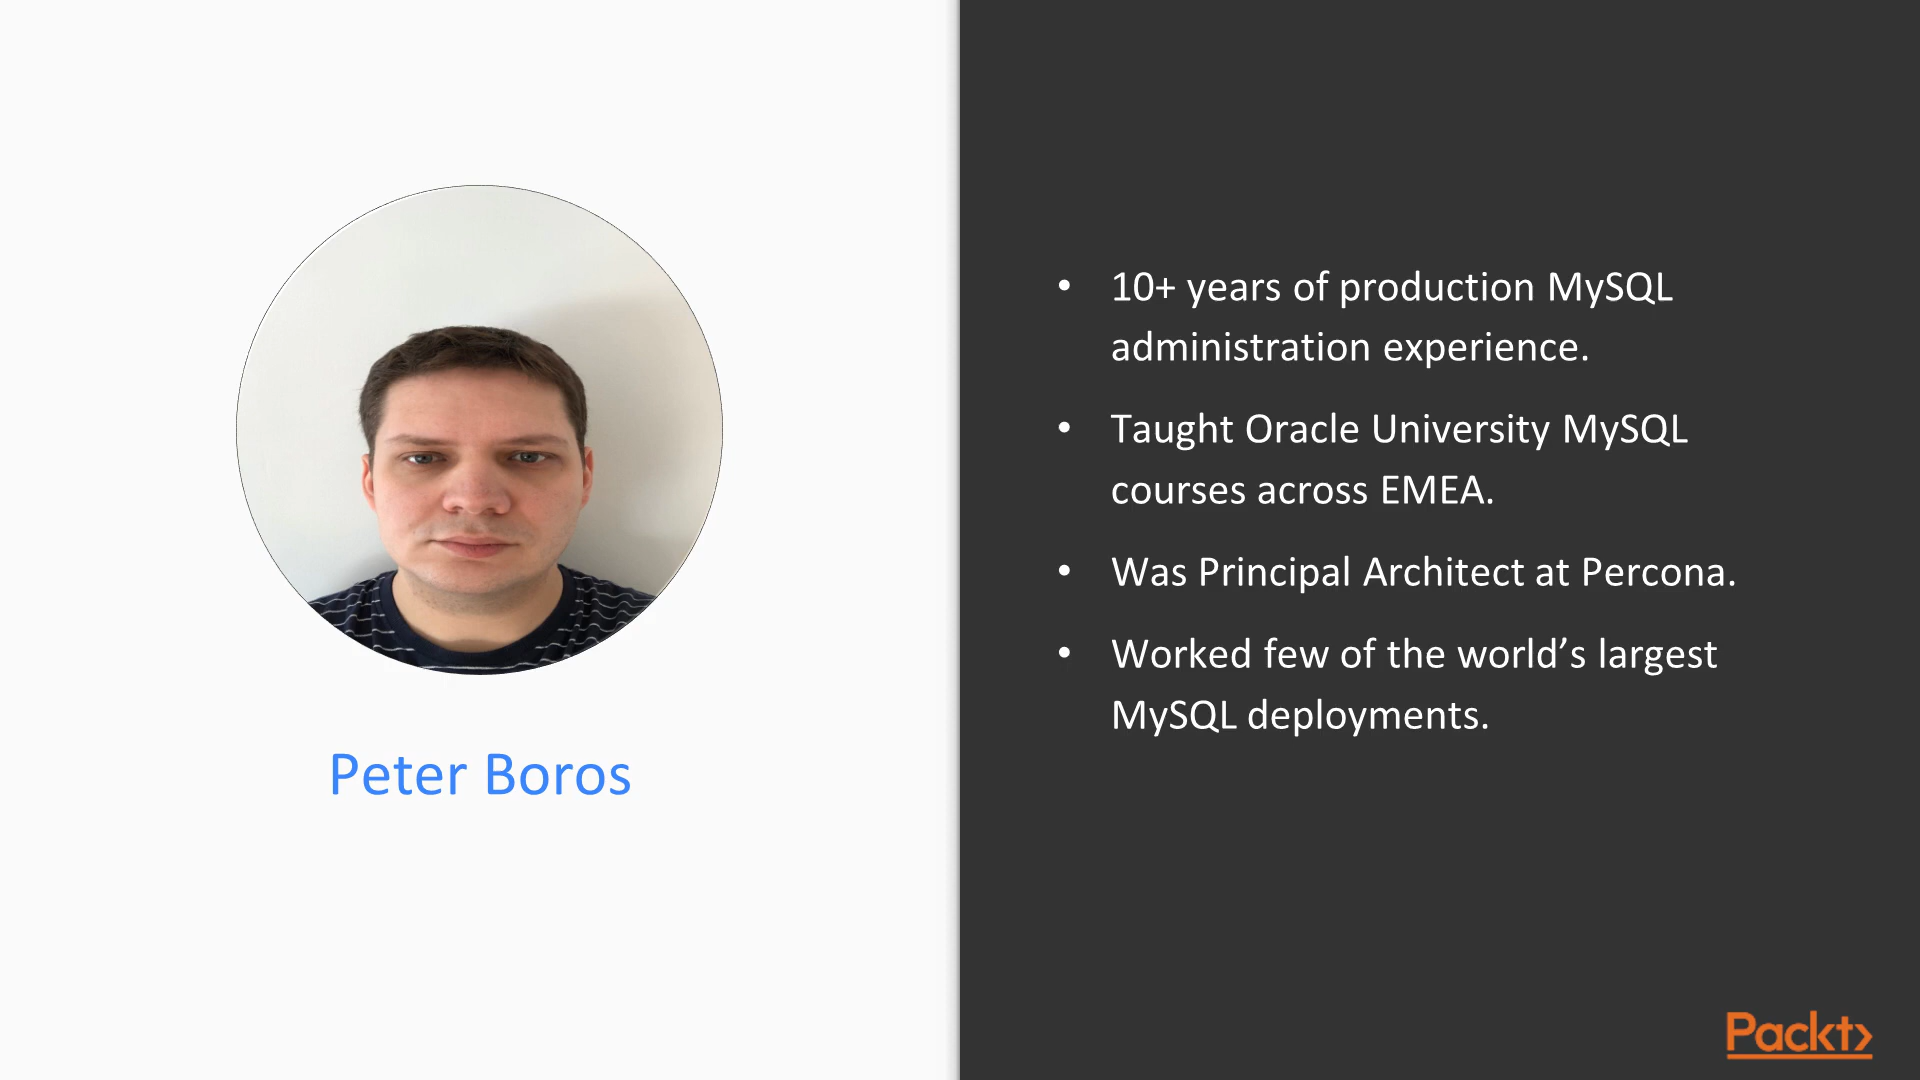 Peter Boros
• 10+ years of production MySQL
administration experience.
• Taught Oracle University MySQL
courses across EMEA.
• Was Principal Architect at Percona.
• Worked few of the world’s largest
MySQL deployments.
Packt>